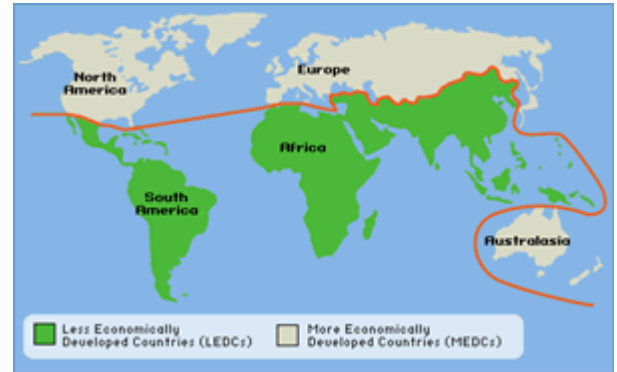 North
America
Europe
Africa
South
America
Australasia
Less Economically
Developed Countries (LEDCs)
More Economically
Developed Countries (MEDCs)